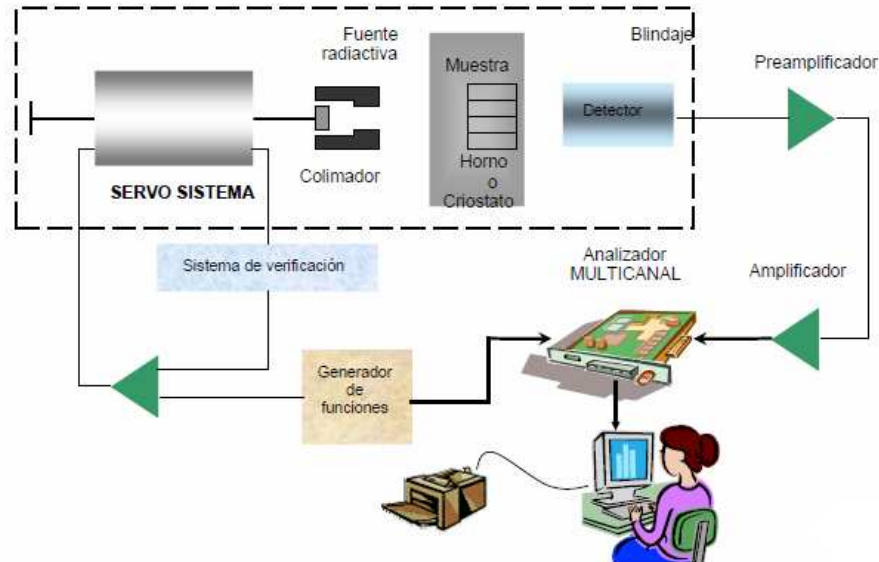 Fuente
radiactiva
Blindaje
Preamplificador
Muestra
Detector
Colimador
Horno
o
Criostato
SERVO SISTEMA
Sistema de verificación
Analizador
MULTICANAL
Amplificador
Generador
de
funciones